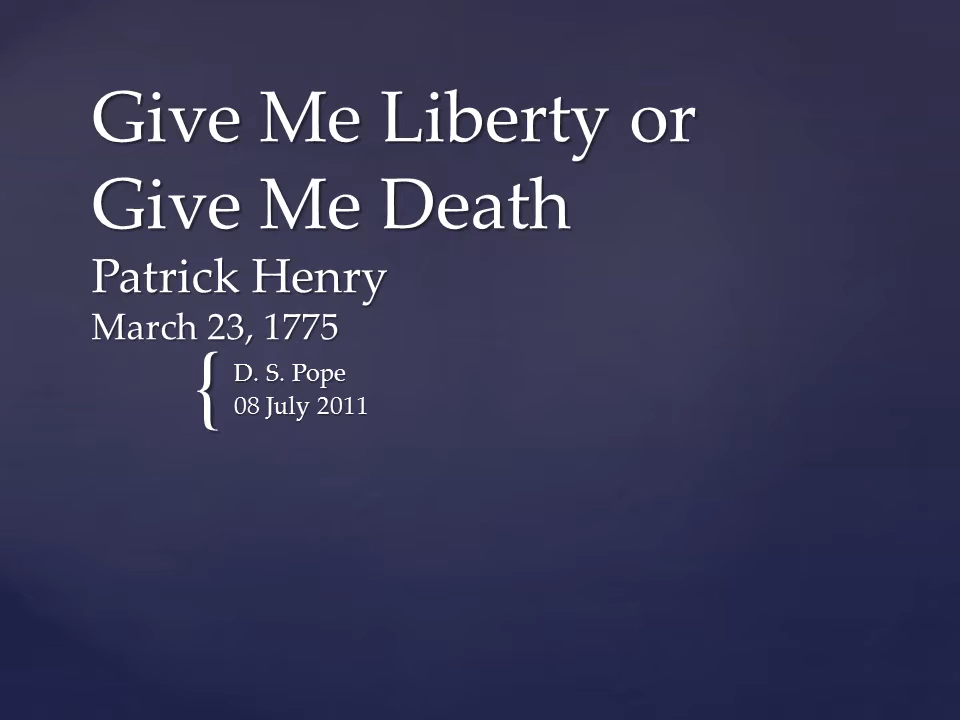 Give Me Liberty or
Give Me Death
Patrick Henry
March 23, 1775
{ D. S. Pope
08 July 2011